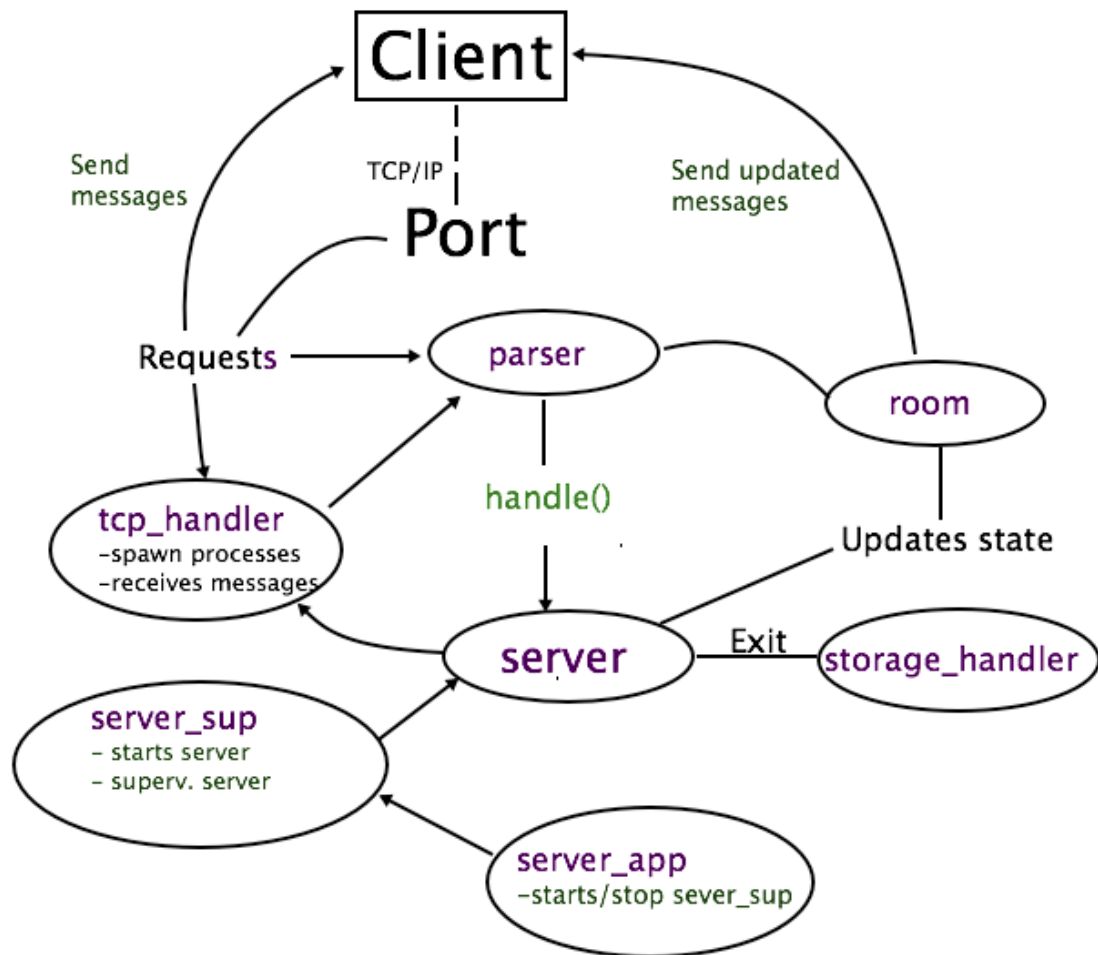 Client
Send
messages
TCP/IP
Send updated
messages
Port
Requests
parser
room
handle()
tcp_handler
-spawn processes
-receives messages
Updates state
server
Exit
storage_handler
server_sup
- starts server
- superv. server
server_app
-starts/stop sever_sup